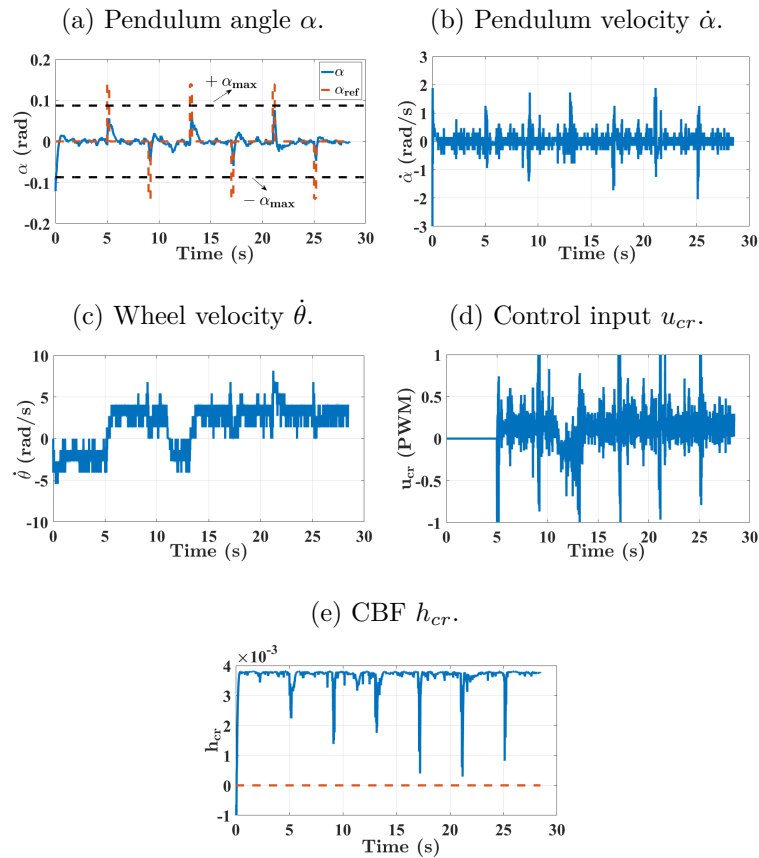 (a) Pendulum angle α.
(b) Pendulum velocity α̇.
0.2
0.1
0
-0.1
-0.2
α (rad)
+ α_max
− α_max
α
α_ref
0 5 10 15 20 25 30
Time (s)
3
2
1
0
-1
-2
-3
α̇ (rad/s)
0 5 10 15 20 25 30
Time (s)
(c) Wheel velocity θ̇.
(d) Control input u_cr.
10
5
0
-5
-10
θ̇ (rad/s)
0 5 10 15 20 25 30
Time (s)
1
0.5
0
-0.5
-1
u_cr (PWM)
0 5 10 15 20 25 30
Time (s)
(e) CBF h_cr.
×10^-3
4
3
2
1
0
-1
h_cr
0 5 10 15 20 25 30
Time (s)